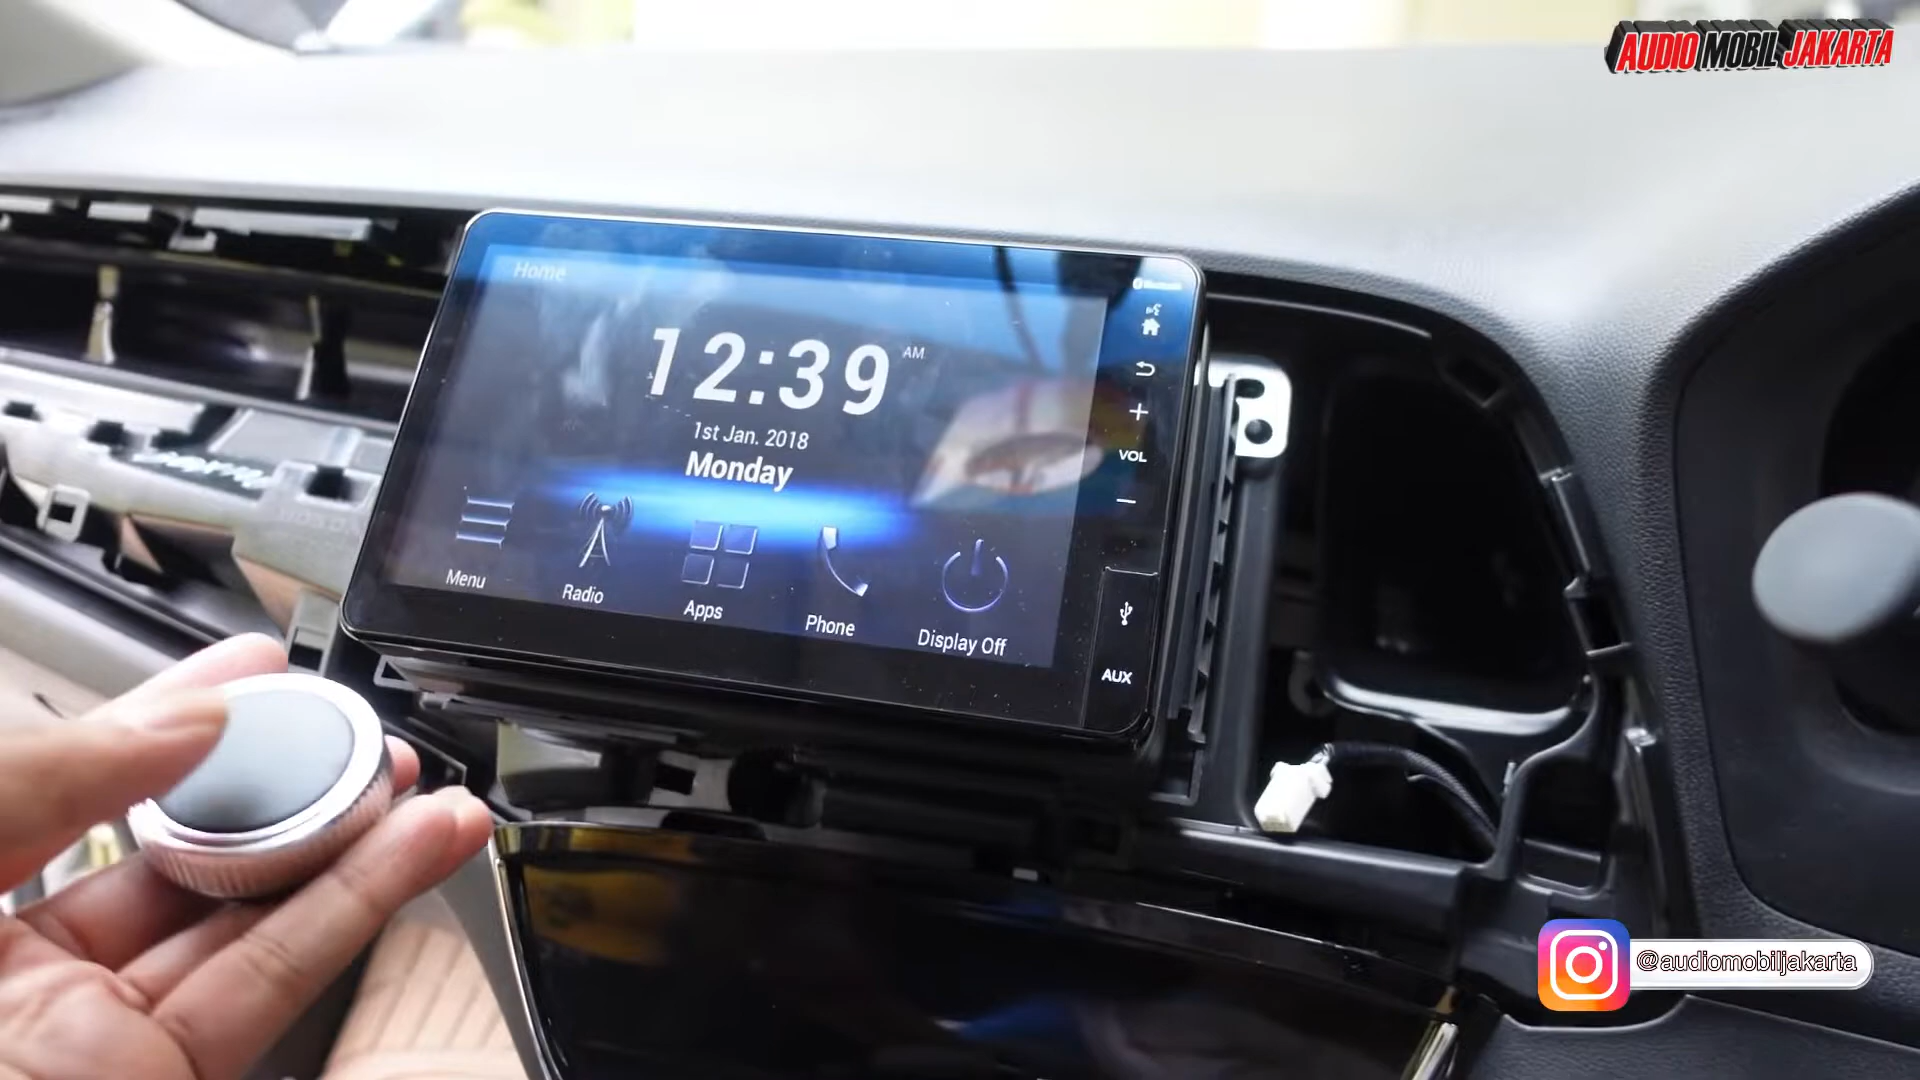 AUDIO MOBIL JAKARTA
Home
Bluetooth
12:39 AM
1st Jan. 2018
Monday
VOL
Menu
Radio
Apps
Phone
Display Off
AUX
@audiomobiljakarta